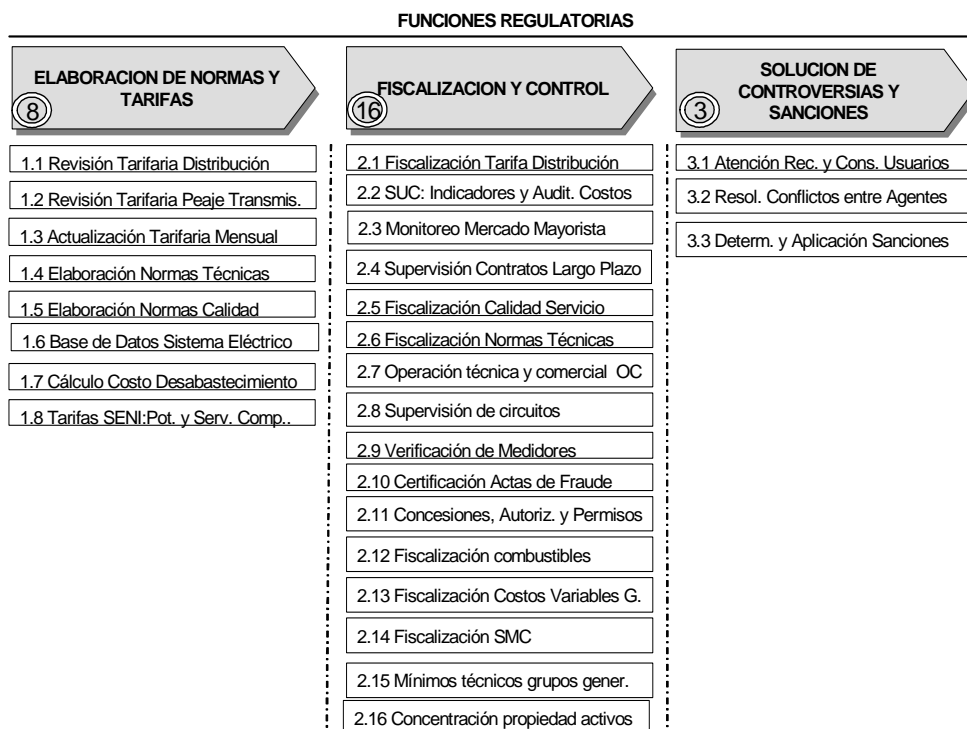 FUNCIONES REGULATORIAS
ELABORACION DE NORMAS Y
TARIFAS
8
1.1 Revisión Tarifaria Distribución
1.2 Revisión Tarifaria Peaje Transmis.
1.3 Actualización Tarifaria Mensual
1.4 Elaboración Normas Técnicas
1.5 Elaboración Normas Calidad
1.6 Base de Datos Sistema Eléctrico
1.7 Cálculo Costo Desabastecimiento
1.8 Tarifas SENI:Pot. y Serv. Comp..
FISCALIZACION Y CONTROL
16
2.1 Fiscalización Tarifa Distribución
2.2 SUC: Indicadores y Audit. Costos
2.3 Monitoreo Mercado Mayorista
2.4 Supervisión Contratos Largo Plazo
2.5 Fiscalización Calidad Servicio
2.6 Fiscalización Normas Técnicas
2.7 Operación técnica y comercial OC
2.8 Supervisión de circuitos
2.9 Verificación de Medidores
2.10 Certificación Actas de Fraude
2.11 Concesiones, Autoriz. y Permisos
2.12 Fiscalización combustibles
2.13 Fiscalización Costos Variables G.
2.14 Fiscalización SMC
2.15 Mínimos técnicos grupos gener.
2.16 Concentración propiedad activos
SOLUCION DE
CONTROVERSIAS Y
SANCIONES
3
3.1 Atención Rec. y Cons. Usuarios
3.2 Resol. Conflictos entre Agentes
3.3 Determ. y Aplicación Sanciones